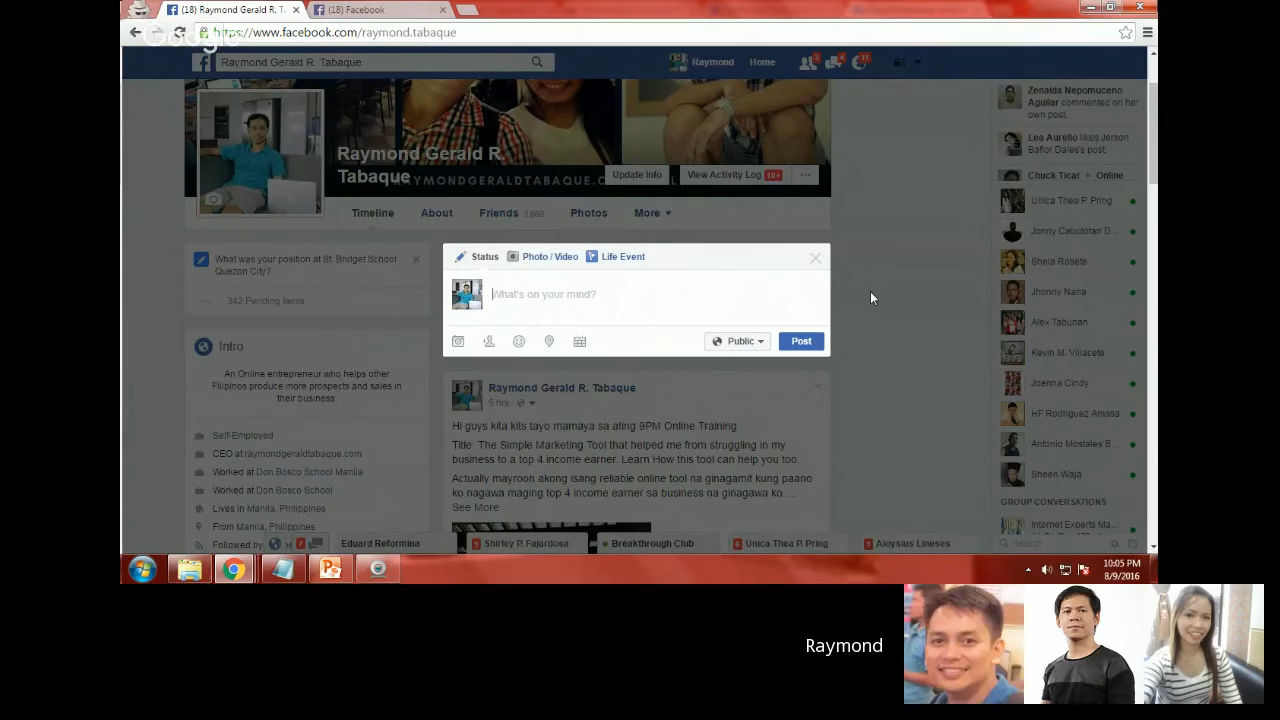 (18) Raymond Gerald R. T.
(18) Facebook
https://www.facebook.com/raymond.tabaque
Google
Raymond Gerald R. Tabaque
Raymond
Home
Raymond Gerald R.
Tabaque
YMONDGERALDTABAQUE.C
Update Info
View Activity Log 10+
Timeline
About
Friends 3,660
Photos
More
What was your position at St. Bridget School
Quezon City?
342 Pending Items
Intro
An Online entrepreneur who helps other
Filipinos produce more prospects and sales in
their business.
Self-Employed
CEO at raymondgeraldtabaque.com
Worked at Don Bosco School Manila
Worked at Don Bosco School
Lives in Manila, Philippines
From Manila, Philippines
Followed by
Status
Photo / Video
Life Event
What's on your mind?
Public
Post
Raymond Gerald R. Tabaque
5 hrs
Hi guys kita kits tayo mamaya sa ating 9PM Online Training.
Title: The Simple Marketing Tool that helped me from struggling in my
business to a top 4 income earner. Learn How this tool can help you too.
Actually mayroon akong isang reliable online tool na ginagamit kung paano
ko nagawa maging top 4 income earner sa business na ginagawa ko. ...
See More
Zenaida Nepomuceno
Aguilar commented on her
own post.
Lea Aurelio likes Jerson
Baflor Dales's post.
Chuck Ticar
Online
Unica Thea P. Pring
Jonny Cabutotan D...
Shela Rosete
Jhonny Nana
Alex Tabunan
Kevin M. Villacete
Joenna Cindy
HF Rodriguez Amasa
Antonio Mostales B...
Sheen Waja
GROUP CONVERSATIONS
Internet Experts Ma...
Search
Eduard Reformina
Shirley P. Fajardosa
Breakthrough Club
Unica Thea P. Pring
Aloysius Lineses
10:05 PM
8/9/2016
Raymond